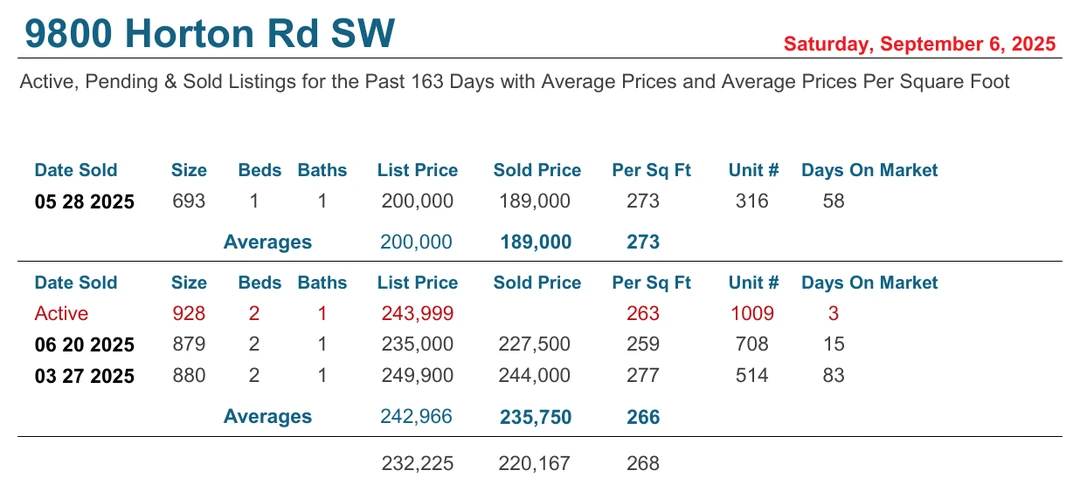 9800 Horton Rd SW
Saturday, September 6, 2025
Active, Pending & Sold Listings for the Past 163 Days with Average Prices and Average Prices Per Square Foot
Date Sold Size Beds Baths List Price Sold Price Per Sq Ft Unit # Days On Market
05 28 2025 693 1 1 200,000 189,000 273 316 58
Averages 200,000 189,000 273
Date Sold Size Beds Baths List Price Sold Price Per Sq Ft Unit # Days On Market
Active 928 2 1 243,999 263 1009 3
06 20 2025 879 2 1 235,000 227,500 259 708 15
03 27 2025 880 2 1 249,900 244,000 277 514 83
Averages 242,966 235,750 266
232,225 220,167 268